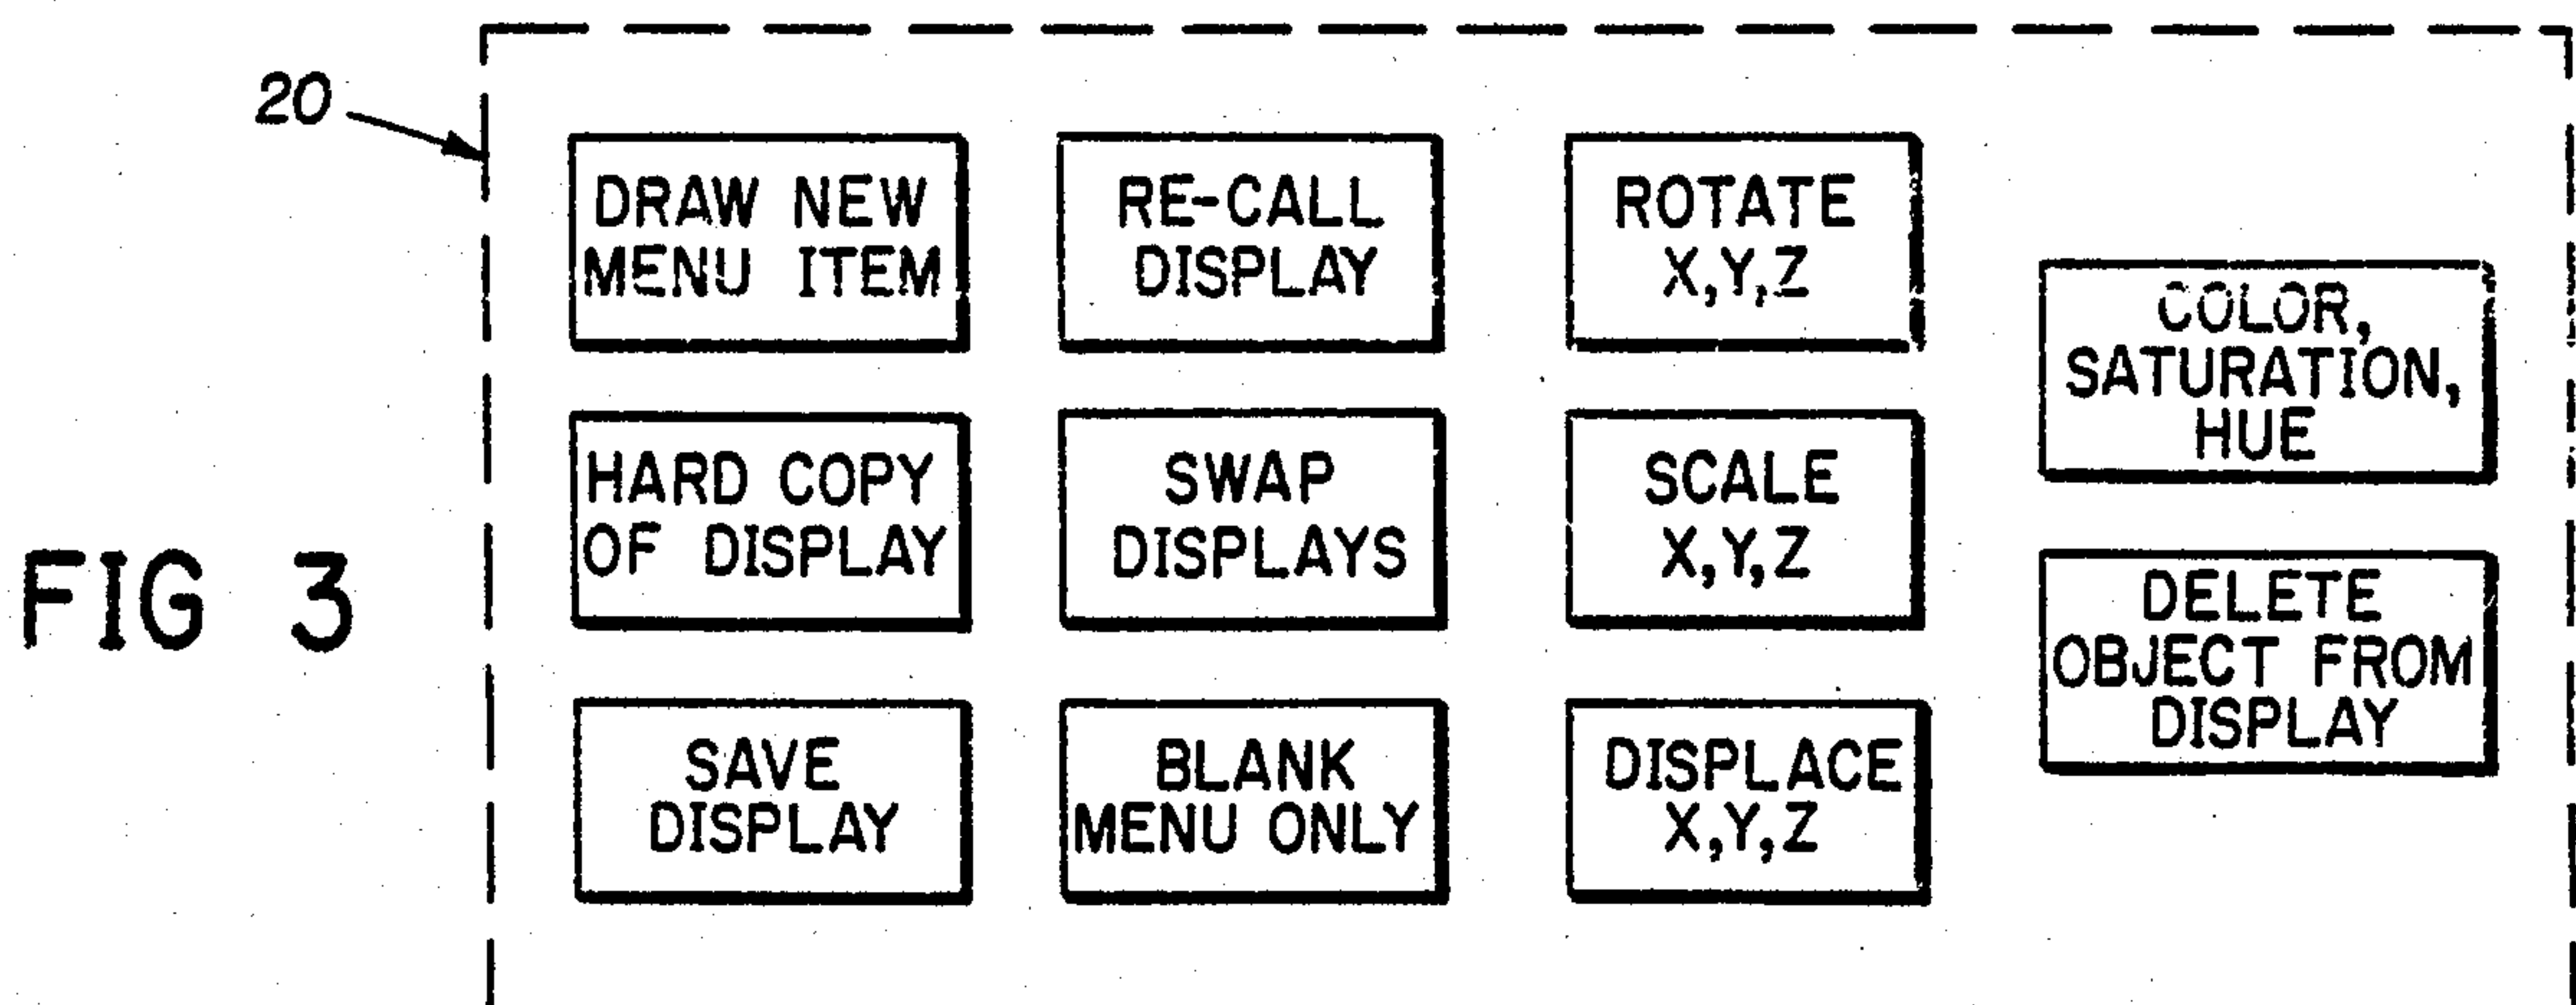 20
DRAW NEW
MENU ITEM
RE-CALL
DISPLAY
ROTATE
X,Y,Z
COLOR,
SATURATION,
HUE
HARD COPY
OF DISPLAY
SWAP
DISPLAYS
SCALE
X,Y,Z
DELETE
OBJECT FROM
DISPLAY
SAVE
DISPLAY
BLANK
MENU ONLY
DISPLACE
X,Y,Z
FIG 3